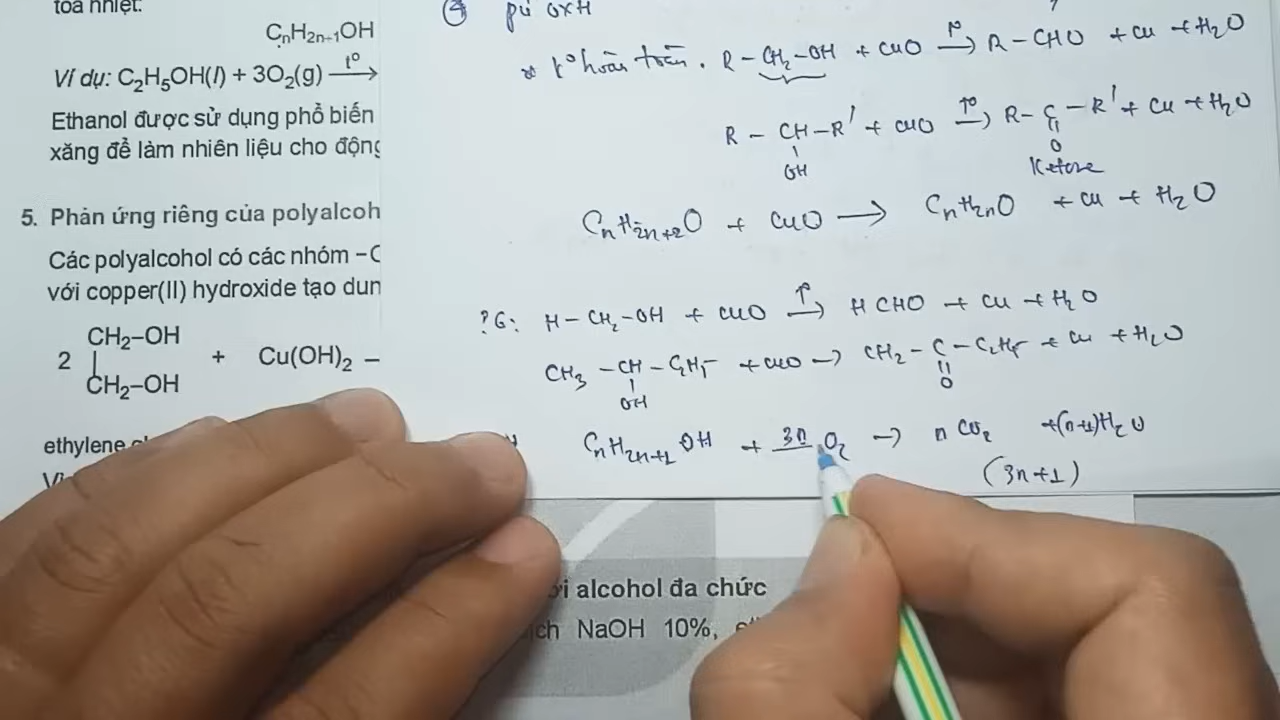 toả nhiệt:
CₙH₂ₙ₊₁OH
Ví dụ: C₂H₅OH(l) + 3O₂(g) —t°→
Ethanol được sử dụng phổ biến
xăng để làm nhiên liệu cho động
5. Phản ứng riêng của polyalcoh
Các polyalcohol có các nhóm –C
với copper(II) hydroxide tạo dun
CH₂–OH
|
2 + Cu(OH)₂ –
CH₂–OH
ethylene
④ pứ oxH
* k° hoàn toàn. R – CH₂–OH + CuO —t°→ R – CHO + Cu + H₂O
R – CH – R' + CuO —t°→ R – C – R' + Cu + H₂O
OH O
Ketone
CₙH₂ₙ₊₂O + CuO → CₙH₂ₙO + Cu + H₂O
?6: H – CH₂–OH + CuO —t°→ HCHO + Cu + H₂O
CH₃ – CH – C₂H₅ + CuO → CH₂ – C – C₂H₅ + Cu + H₂O
OH O
CₙH₂ₙ₊₁OH + 3n O₂ → n CO₂ + (n+1)H₂O
(3n+1)
i alcohol đa chức
ịch NaOH 10%,